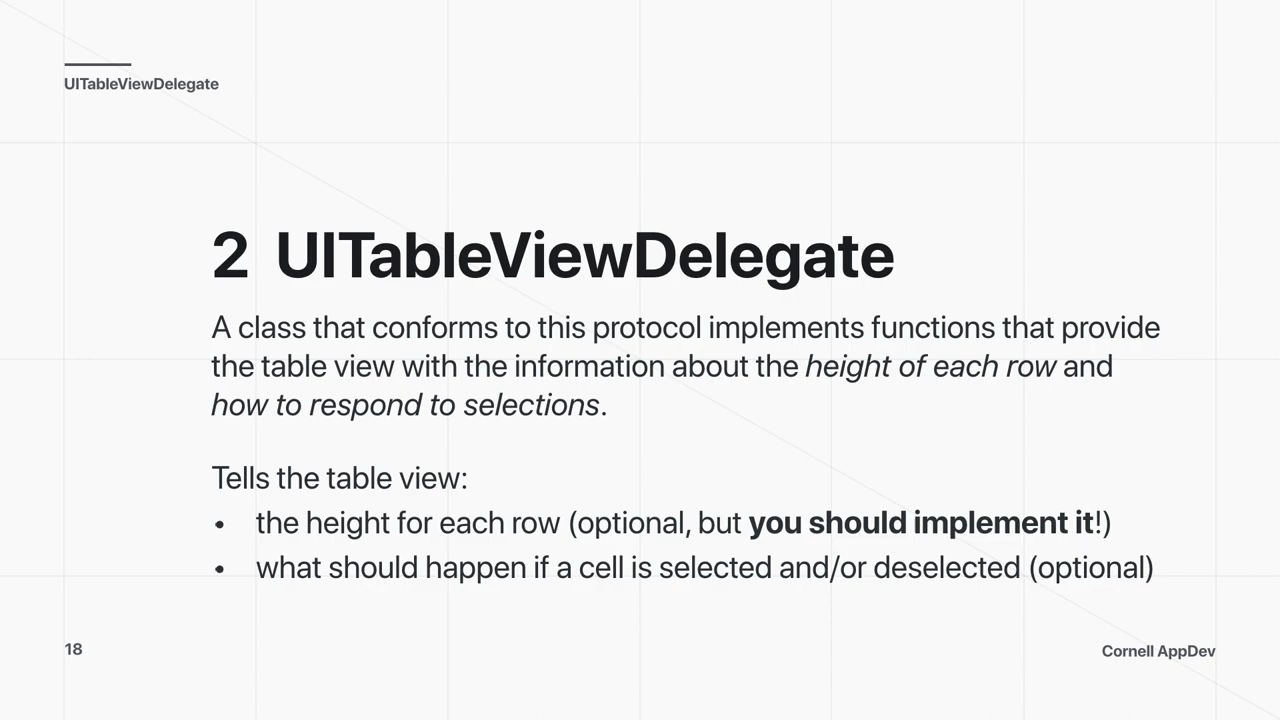 UITableViewDelegate
2 UITableViewDelegate
A class that conforms to this protocol implements functions that provide
the table view with the information about the height of each row and
how to respond to selections.
Tells the table view:
• the height for each row (optional, but you should implement it!)
• what should happen if a cell is selected and/or deselected (optional)
18
Cornell AppDev